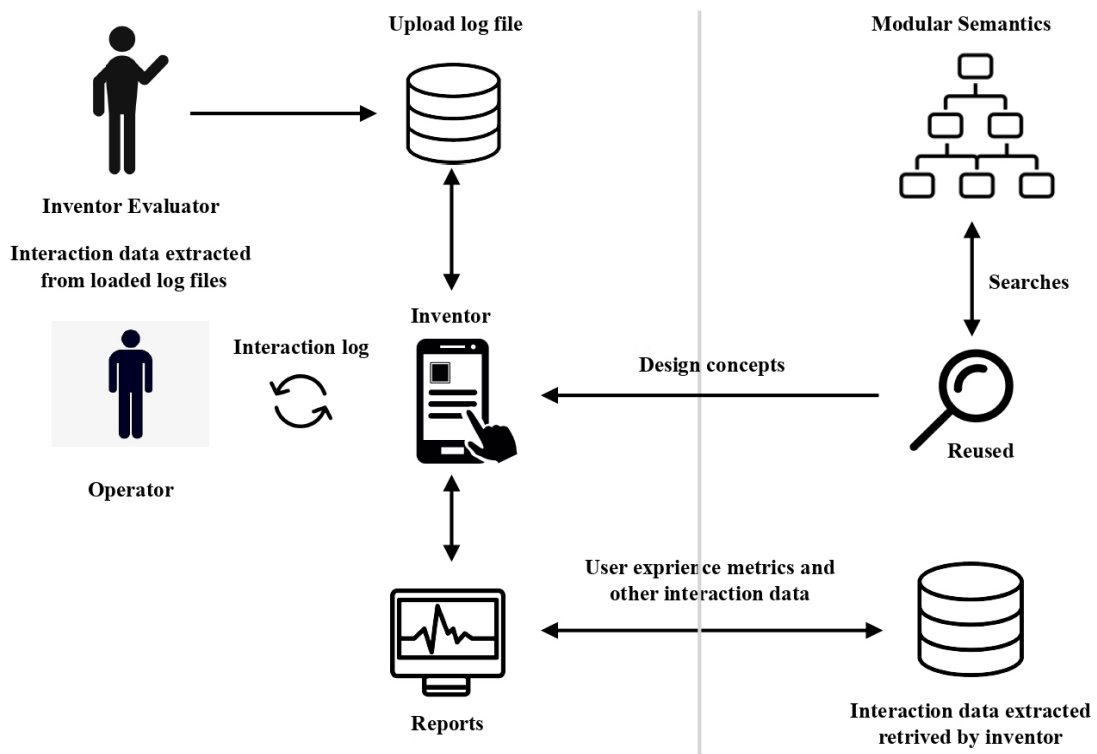 Upload log file
Modular Semantics
Inventor Evaluator
Interaction data extracted
from loaded log files
Searches
Inventor
Interaction log
Design concepts
Reused
Operator
User exprience metrics and
other interaction data
Reports
Interaction data extracted
retrived by inventor